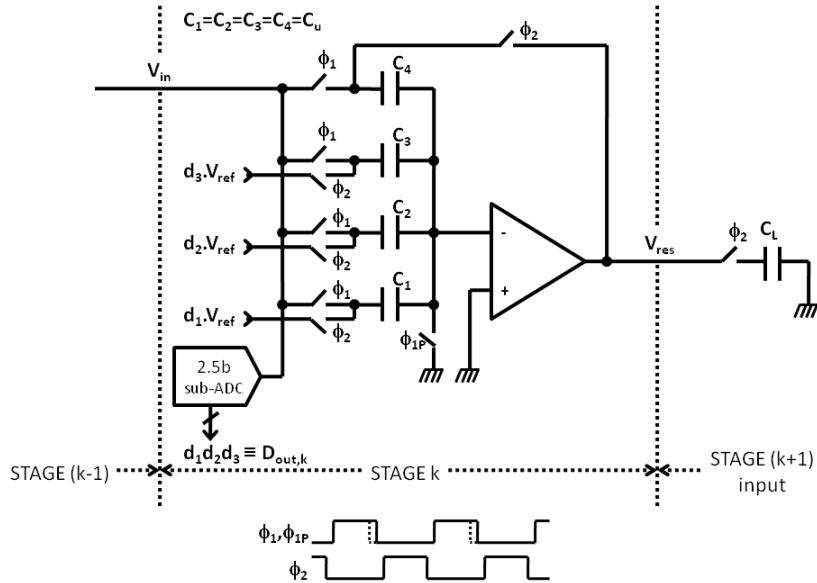 C1=C2=C3=C4=Cu
ϕ2
Vin
ϕ1
C4
ϕ1
C3
d3.Vref
ϕ2
ϕ1
C2
d2.Vref
ϕ2
-
Vres
ϕ2
CL
ϕ1
C1
+
d1.Vref
ϕ2
ϕ1P
2.5b
sub-ADC
d1d2d3 ≡ Dout,k
STAGE (k-1)
STAGE k
STAGE (k+1)
input
ϕ1,ϕ1P
ϕ2